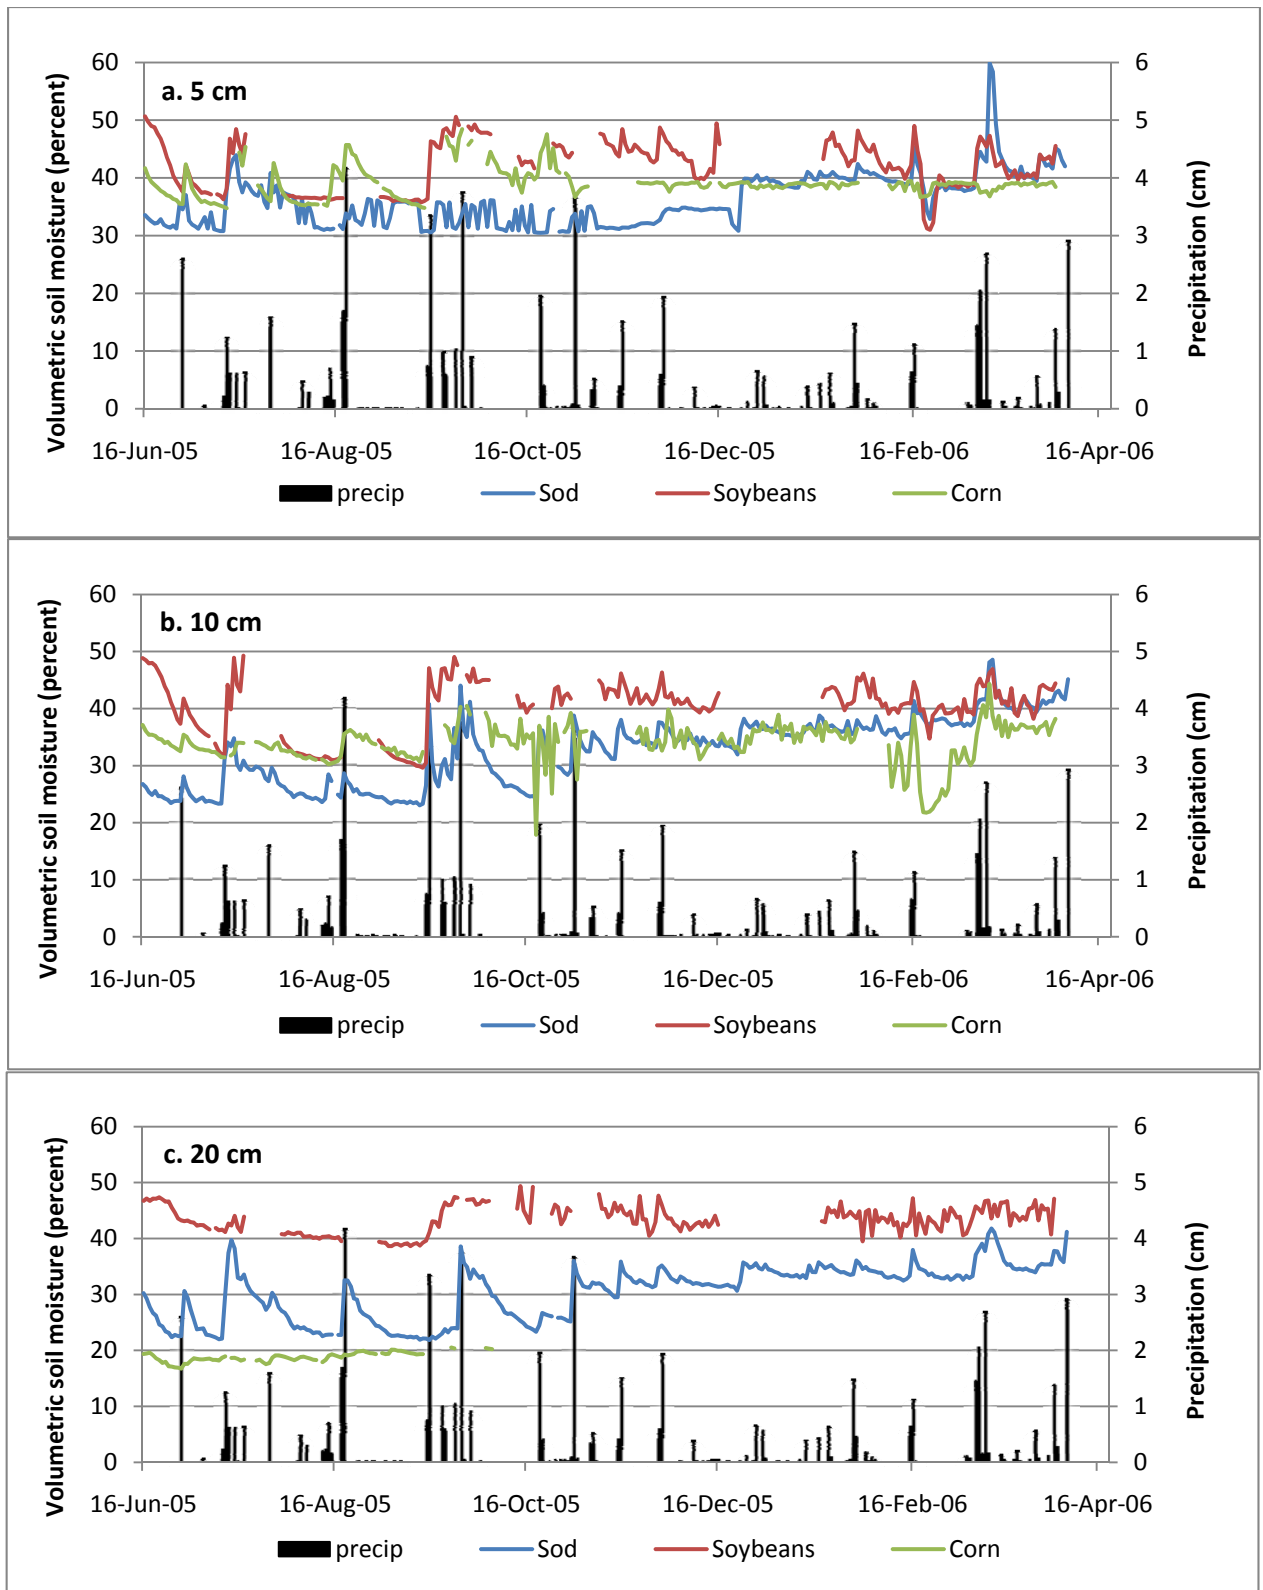 a. 5 cm
Volumetric soil moisture (percent)
60
50
40
30
20
10
0
6
5
4
3
2
1
0
Precipitation (cm)
16-Jun-05 16-Aug-05 16-Oct-05 16-Dec-05 16-Feb-06 16-Apr-06
precip Sod Soybeans Corn
b. 10 cm
Volumetric soil moisture (percent)
60
50
40
30
20
10
0
6
5
4
3
2
1
0
Precipitation (cm)
16-Jun-05 16-Aug-05 16-Oct-05 16-Dec-05 16-Feb-06 16-Apr-06
precip Sod Soybeans Corn
c. 20 cm
Volumetric soil moisture (percent)
60
50
40
30
20
10
0
6
5
4
3
2
1
0
Precipitation (cm)
16-Jun-05 16-Aug-05 16-Oct-05 16-Dec-05 16-Feb-06 16-Apr-06
precip Sod Soybeans Corn